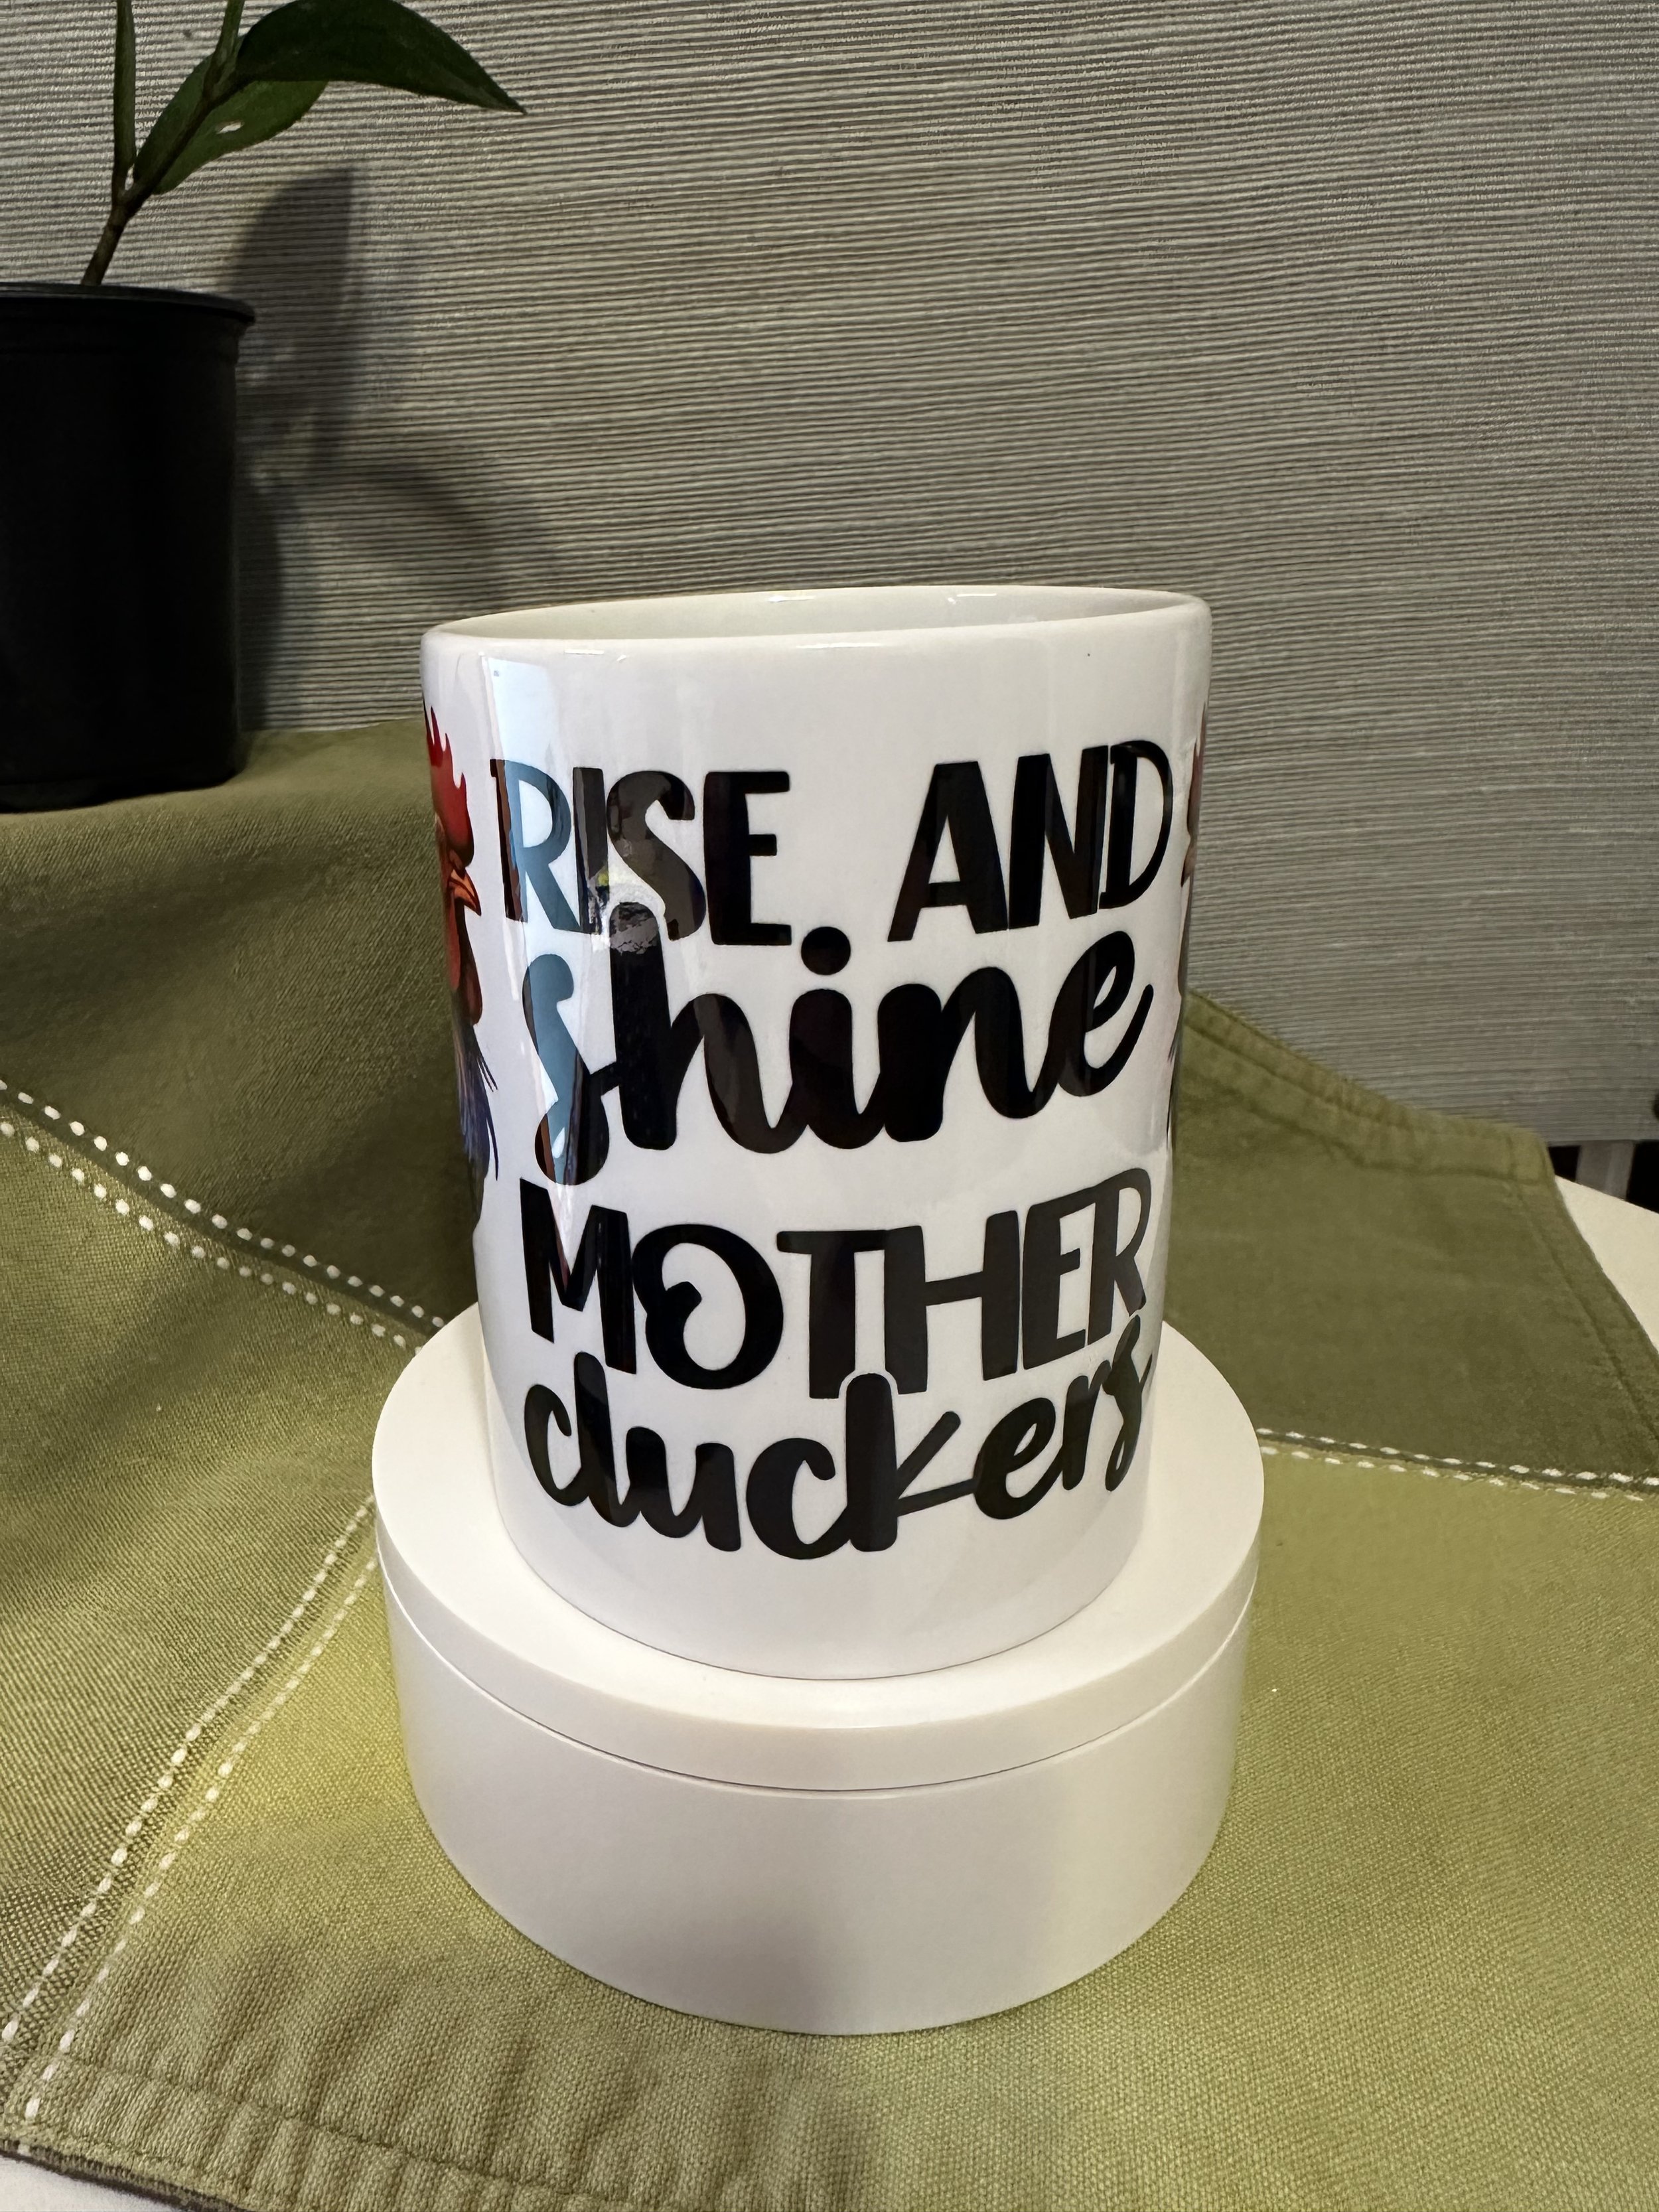 RISE AND
shine
MOTHER
cluckers